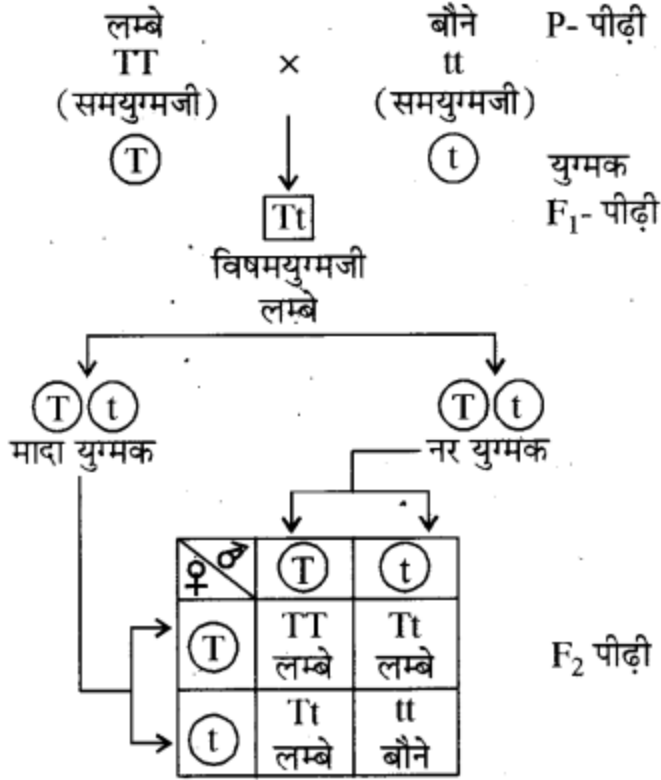 लम्बे बौने P- पीढ़ी
TT × tt
(समयुग्मजी) (समयुग्मजी)
T t युग्मक
Tt F₁- पीढ़ी
विषमयुग्मजी
लम्बे
T t T t
मादा युग्मक नर युग्मक
♀ ♂ T t
T TT Tt
लम्बे लम्बे F₂ पीढ़ी
t Tt tt
लम्बे बौने